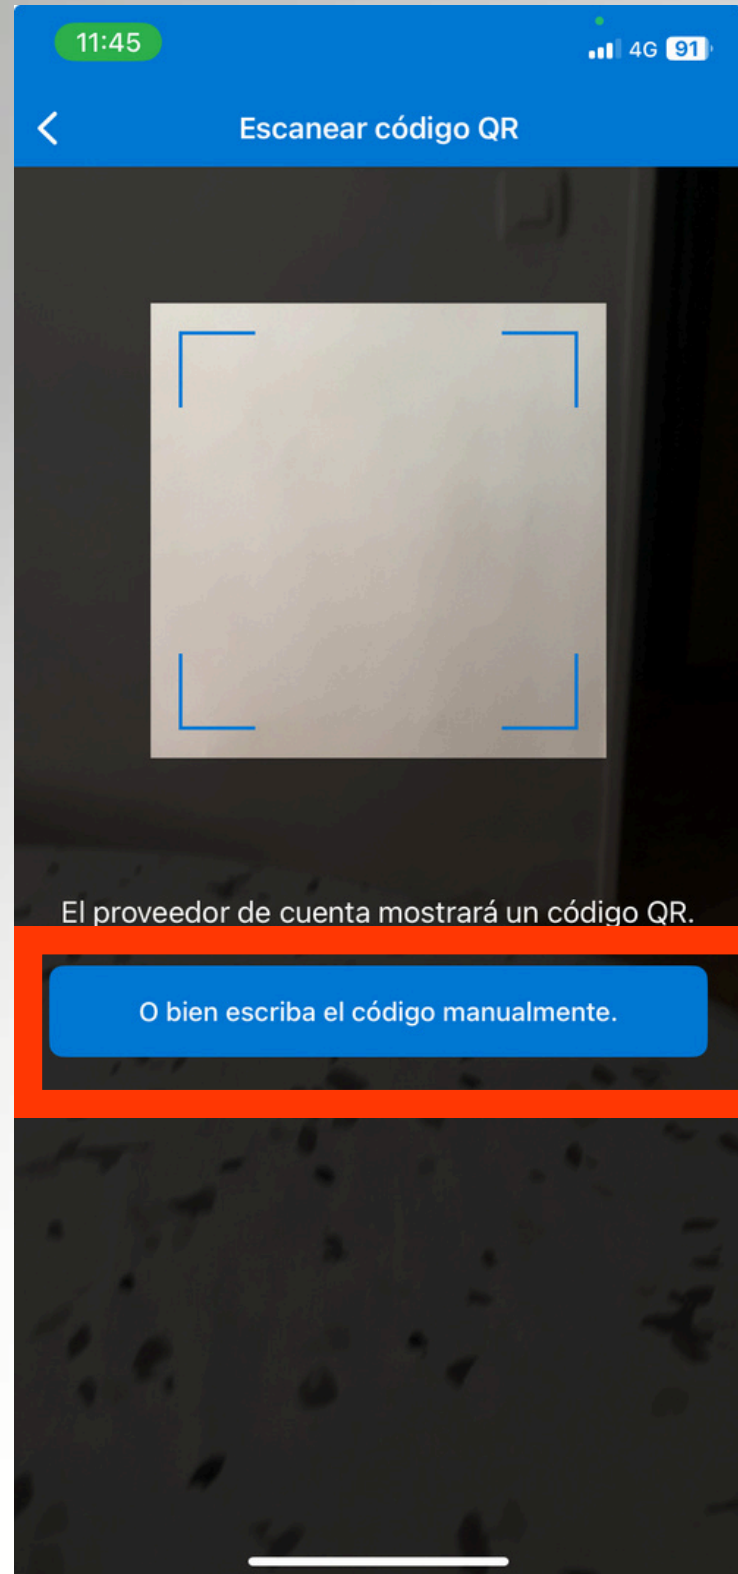 11:45
4G 91
Escanear código QR
El proveedor de cuenta mostrará un código QR.
O bien escriba el código manualmente.